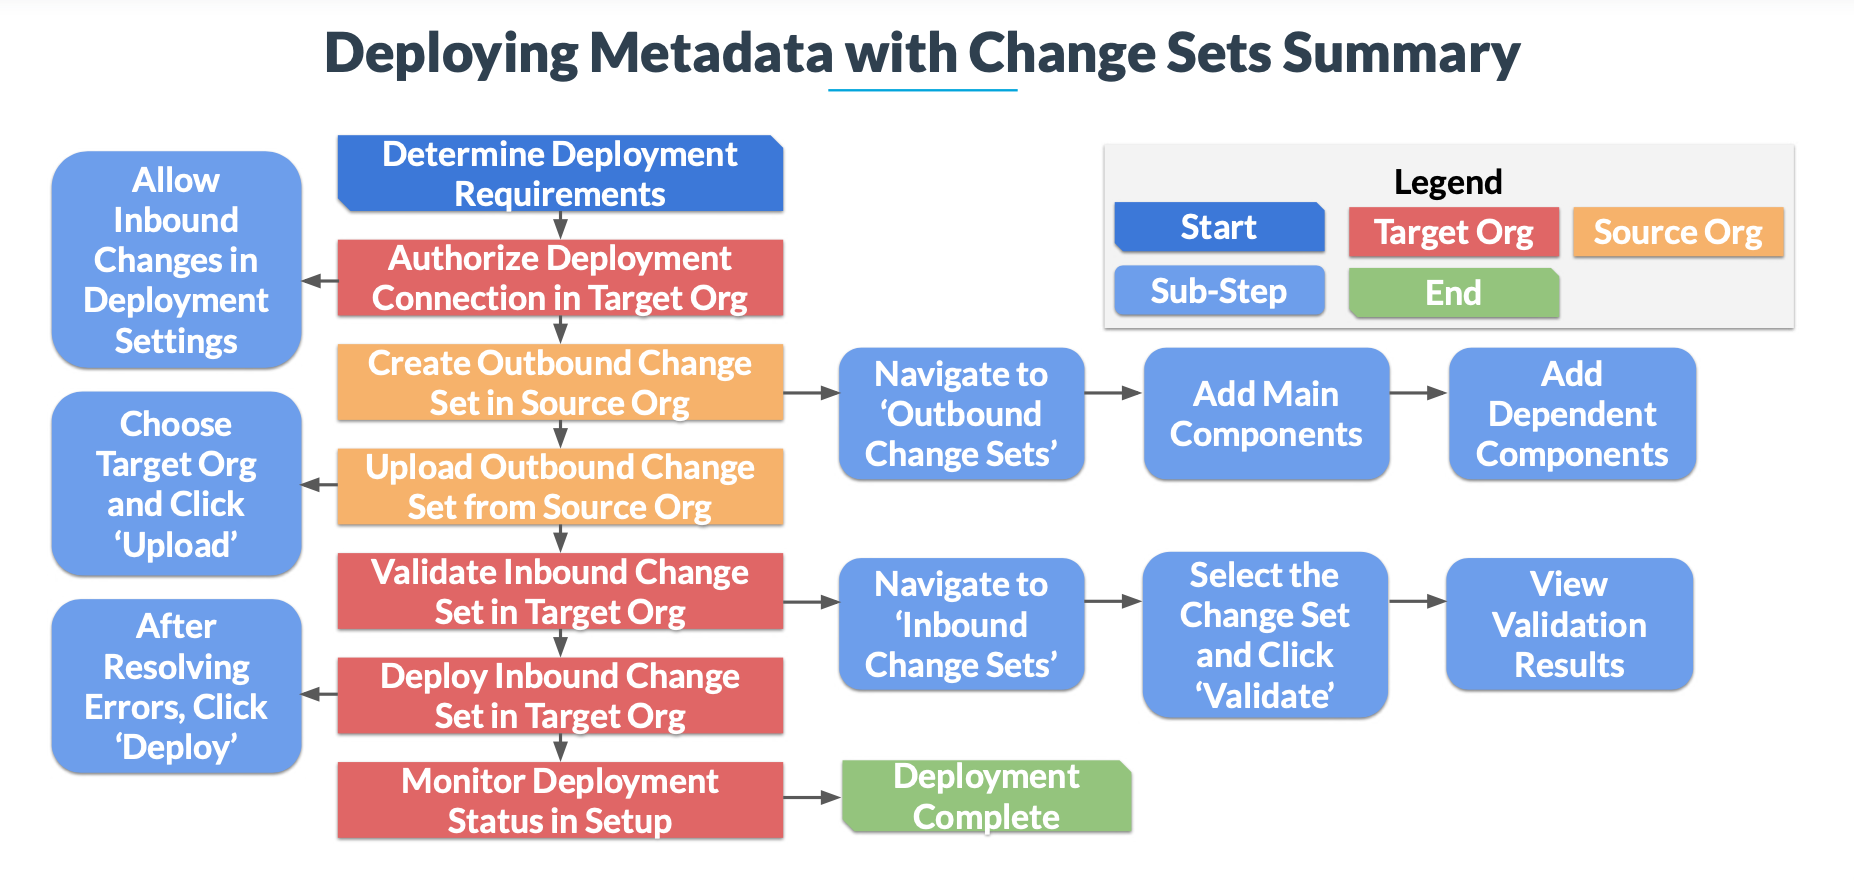 Deploying Metadata with Change Sets Summary
Determine Deployment
Requirements
Allow
Inbound
Changes in
Deployment
Settings
Authorize Deployment
Connection in Target Org
Legend
Start
Target Org
Source Org
Sub-Step
End
Create Outbound Change
Set in Source Org
Navigate to
‘Outbound
Change Sets’
Add Main
Components
Add
Dependent
Components
Choose
Target Org
and Click
‘Upload’
Upload Outbound Change
Set from Source Org
Validate Inbound Change
Set in Target Org
Navigate to
‘Inbound
Change Sets’
Select the
Change Set
and Click
‘Validate’
View
Validation
Results
After
Resolving
Errors, Click
‘Deploy’
Deploy Inbound Change
Set in Target Org
Monitor Deployment
Status in Setup
Deployment
Complete